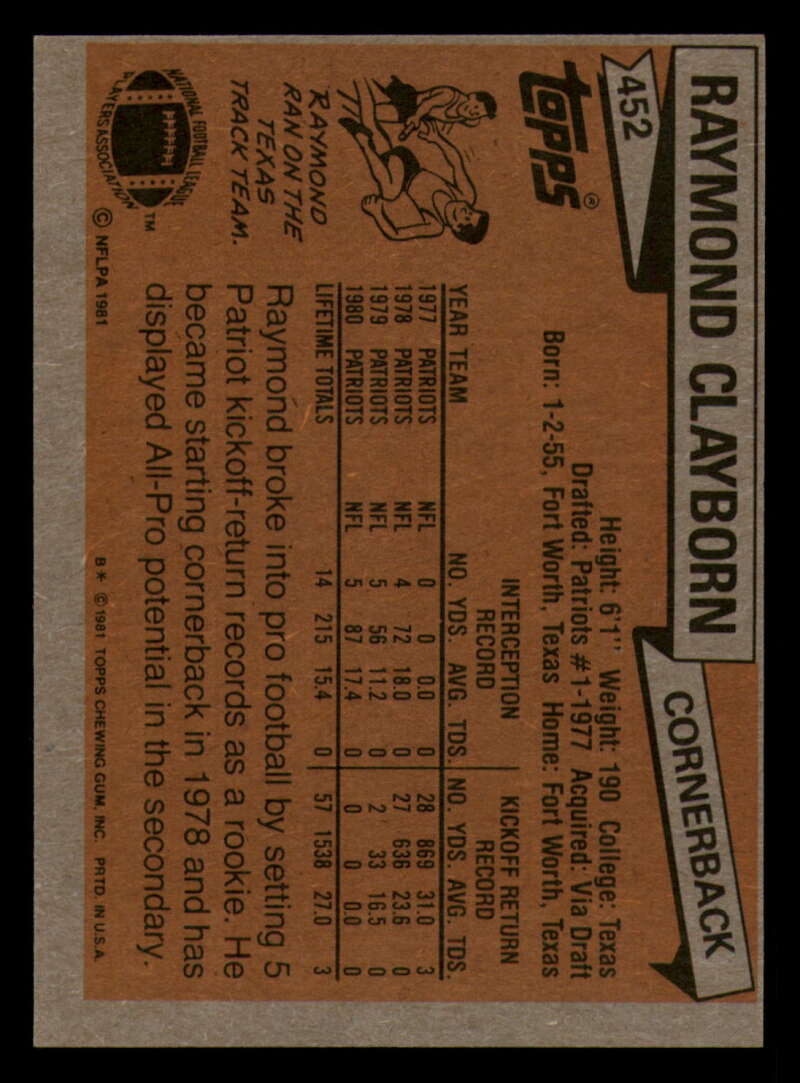 RAYMOND CLAYBORN
CORNERBACK
452
topps®
Height: 6'1" Weight: 190 College: Texas
Drafted: Patriots #1-1977 Acquired: Via Draft
Born: 1-2-55, Fort Worth, Texas Home: Fort Worth, Texas
INTERCEPTION RECORD KICKOFF RETURN RECORD
YEAR TEAM NO. YDS. AVG. TDS. NO. YDS. AVG. TDS.
1977 PATRIOTS NFL 0 0 0.0 0 28 869 31.0 3
1978 PATRIOTS NFL 4 72 18.0 0 27 636 23.6 0
1979 PATRIOTS NFL 5 56 11.2 0 2 33 16.5 0
1980 PATRIOTS NFL 5 87 17.4 0 0 0 0.0 0
LIFETIME TOTALS 14 215 15.4 0 57 1538 27.0 3
RAYMOND
RAN ON THE
TEXAS
TRACK TEAM.
Raymond broke into pro football by setting 5
Patriot kickoff-return records as a rookie. He
became starting cornerback in 1978 and has
displayed All-Pro potential in the secondary.
NATIONAL FOOTBALL LEAGUE
PLAYERS ASSOCIATION
TM
© NFLPA 1981
B* ©1981 TOPPS CHEWING GUM, INC. PRTD. IN U.S.A.